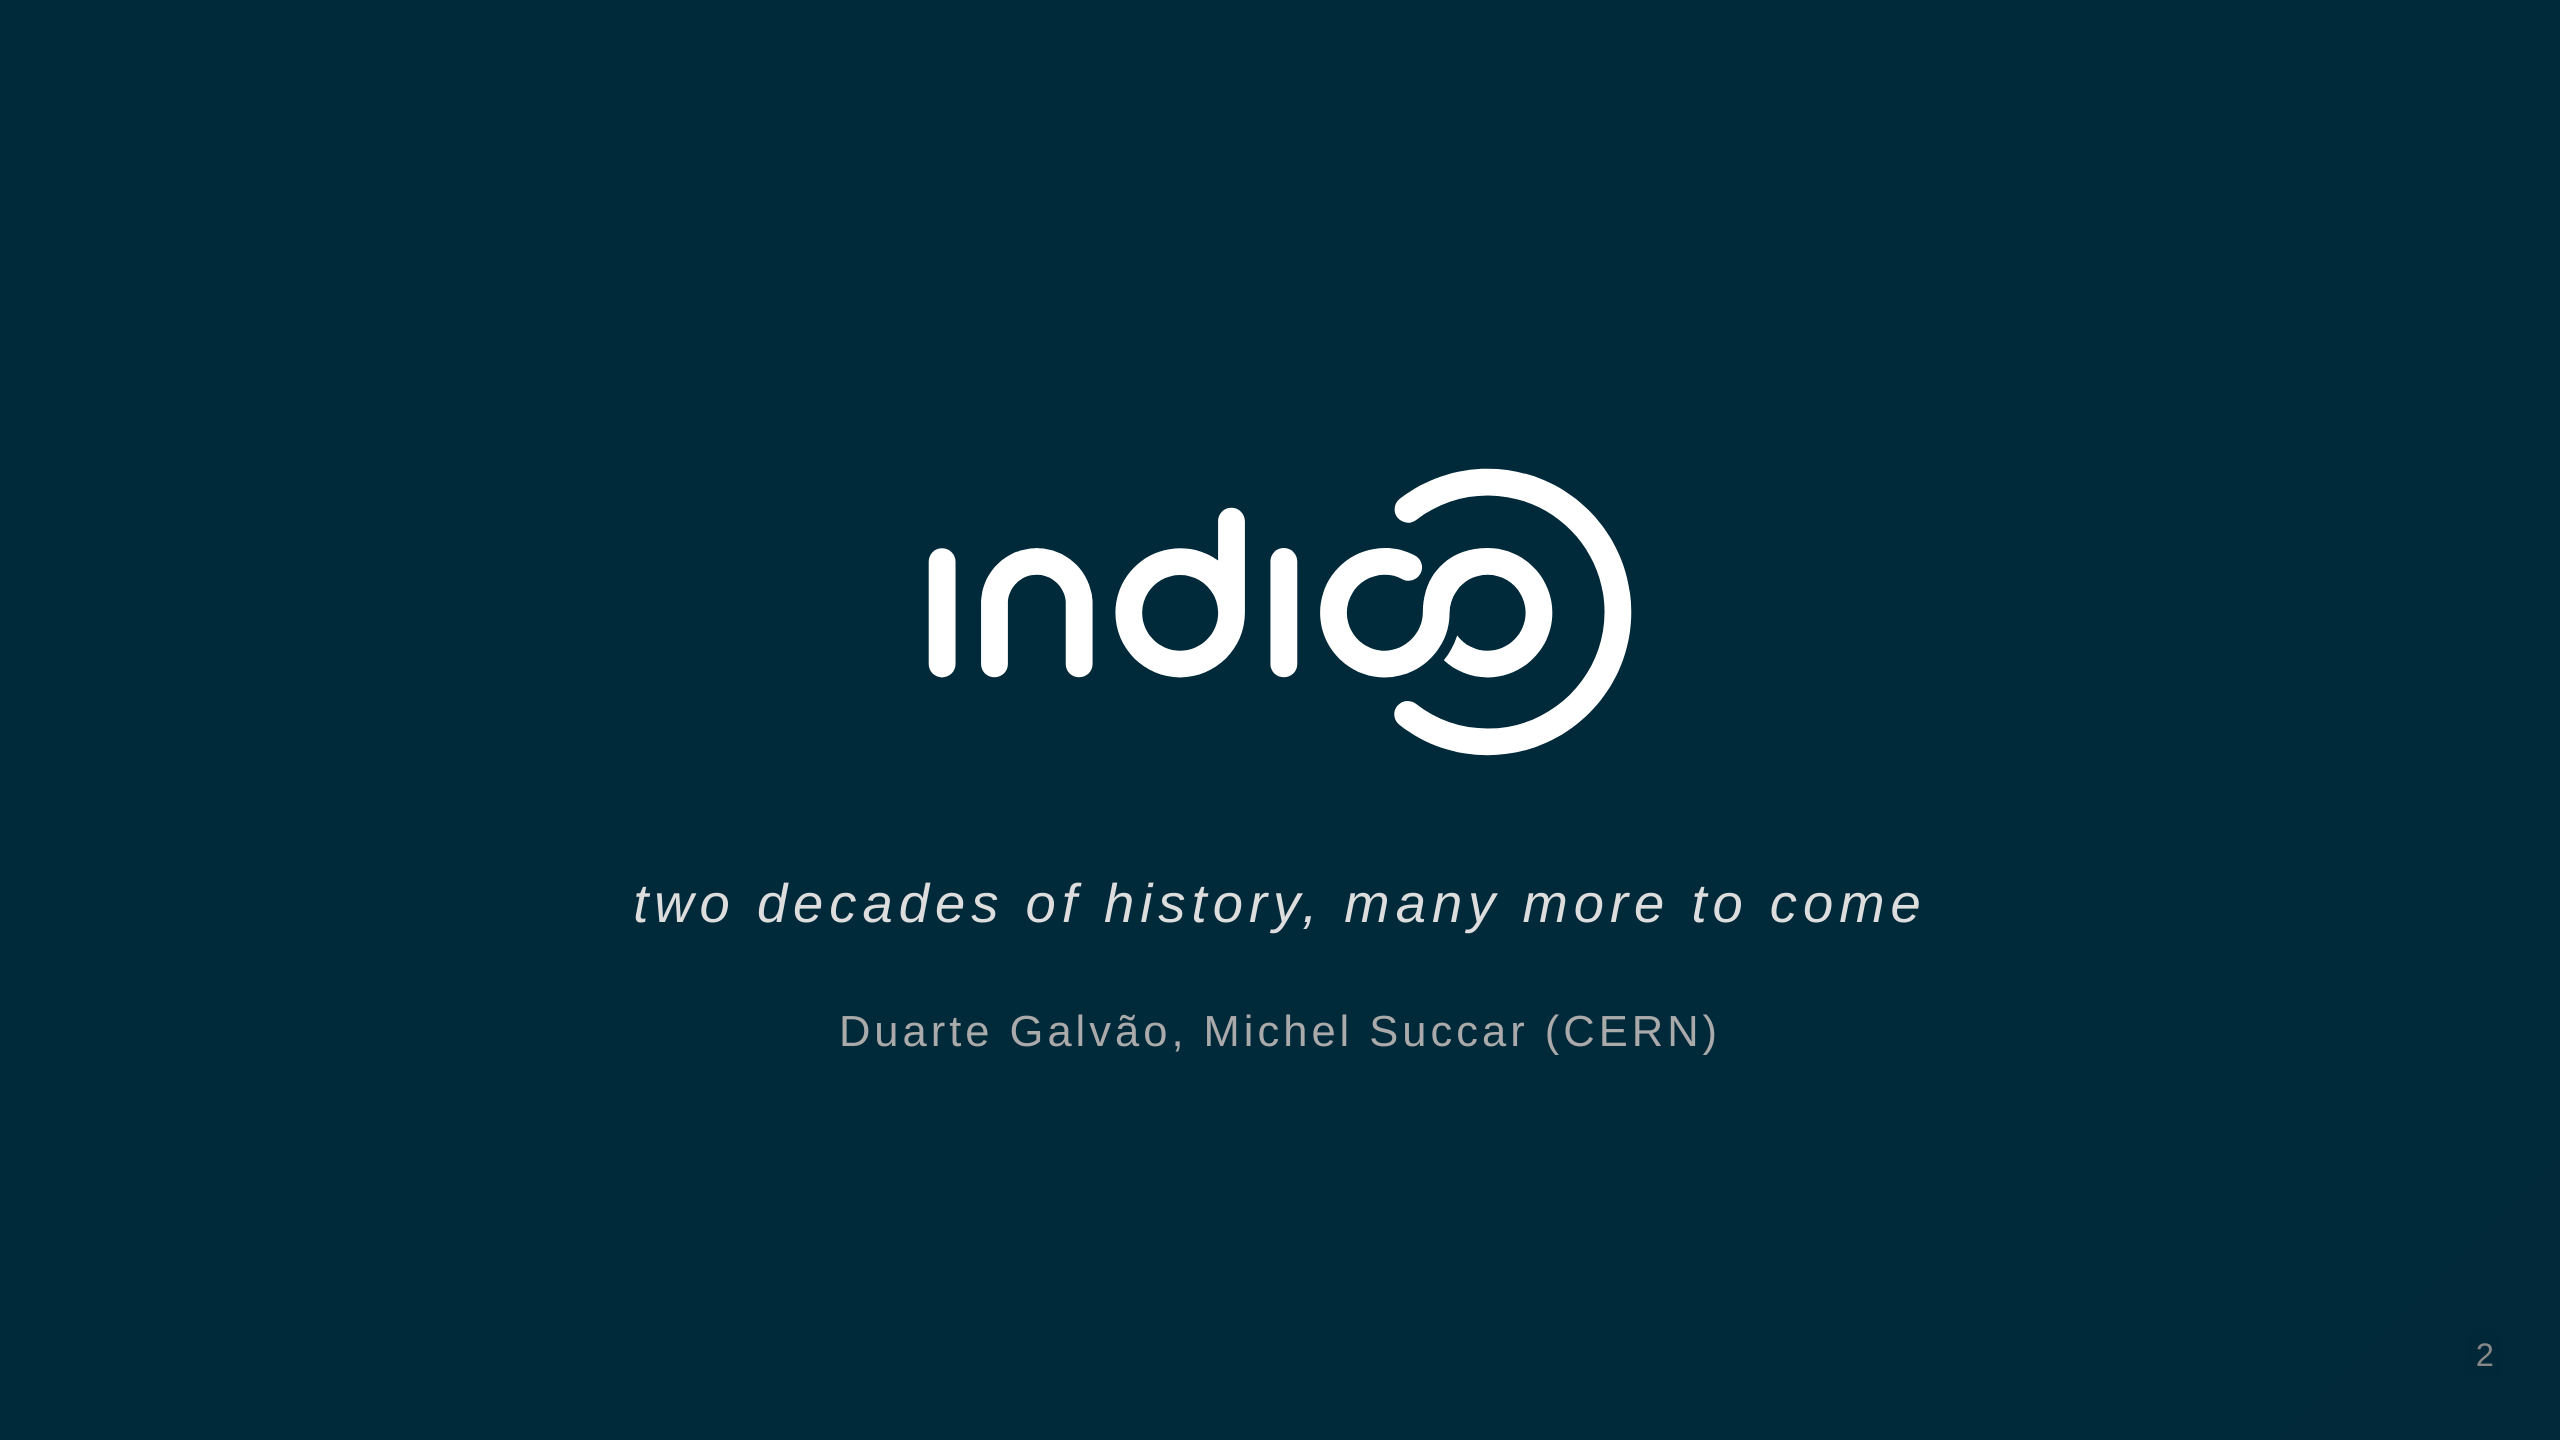 indico
two decades of history, many more to come
Duarte Galvão, Michel Succar (CERN)
2